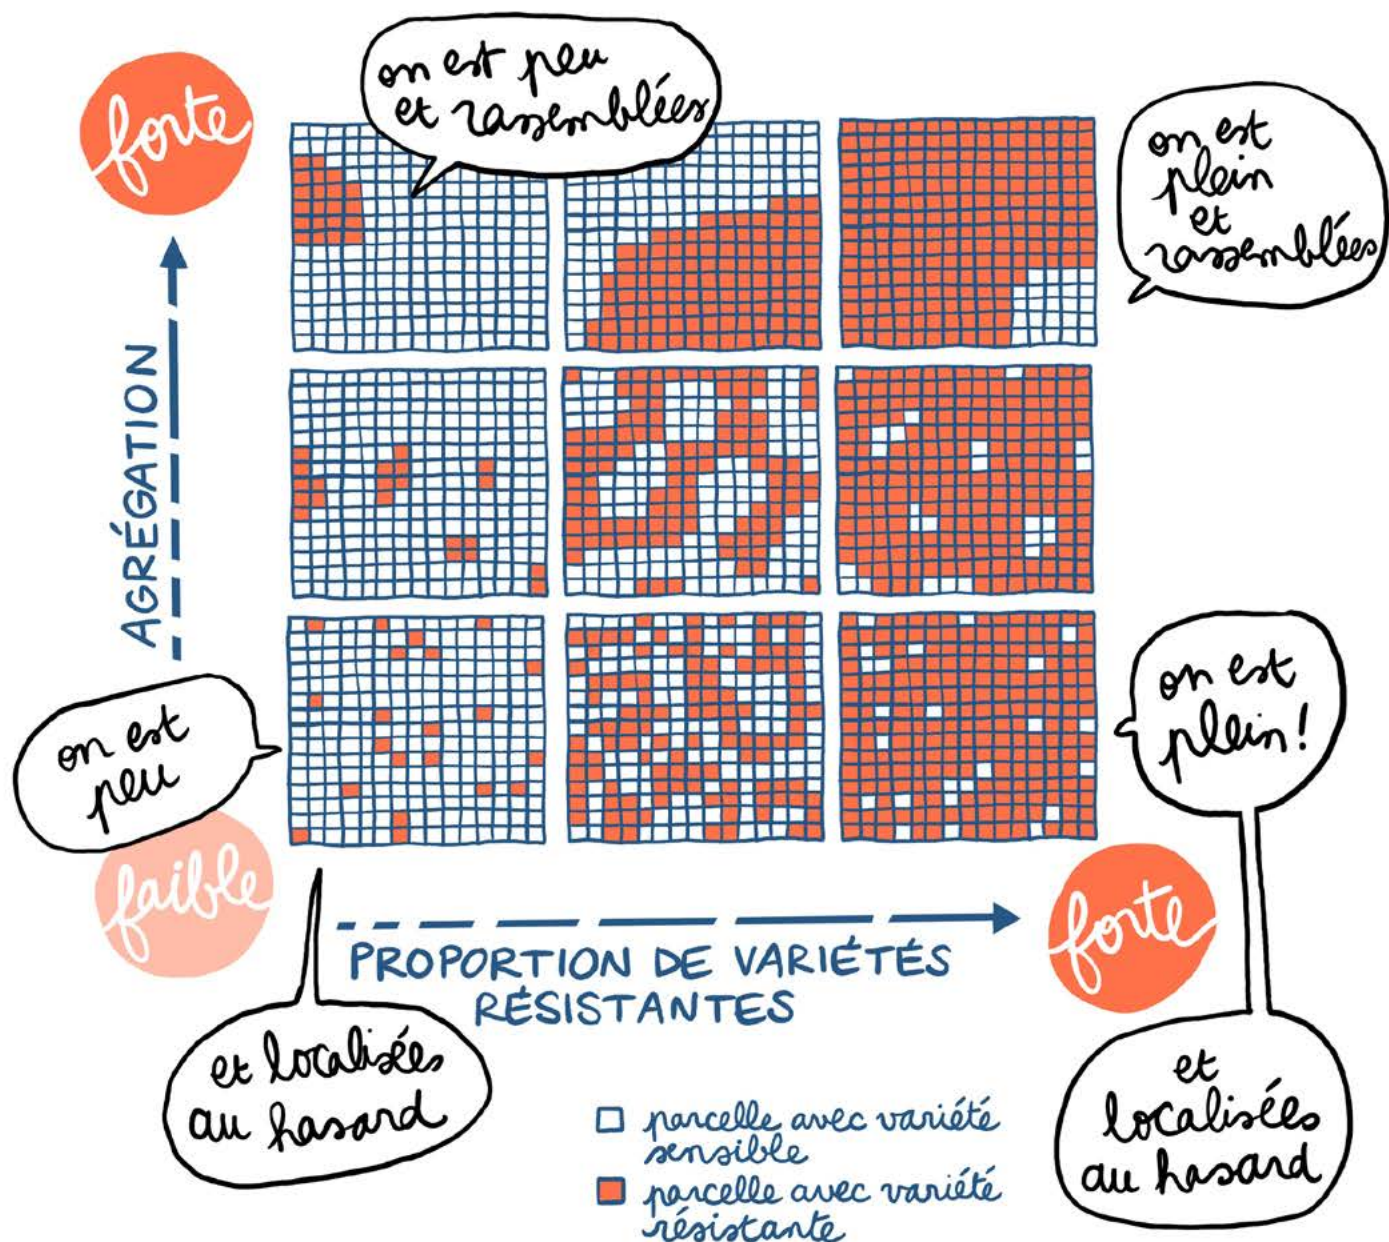 on est peu
et rassemblées
forte
on est
plein
et
rassemblées
AGRÉGATION
on est
peu
on est
plein!
faible
forte
PROPORTION DE VARIÉTÉS
RÉSISTANTES
et localisées
au hasard
et
localisées
au hasard
parcelle avec variété
sensible
parcelle avec variété
résistante